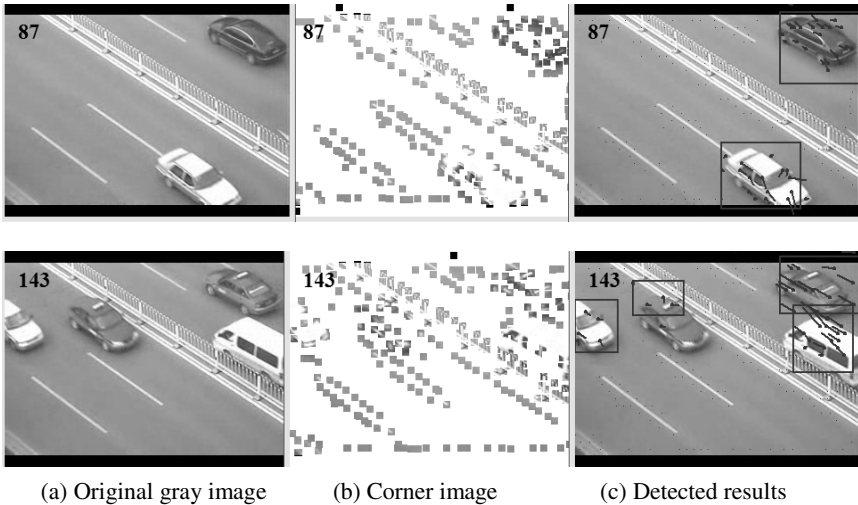 87 87 87
143 143 143
(a) Original gray image (b) Corner image (c) Detected results